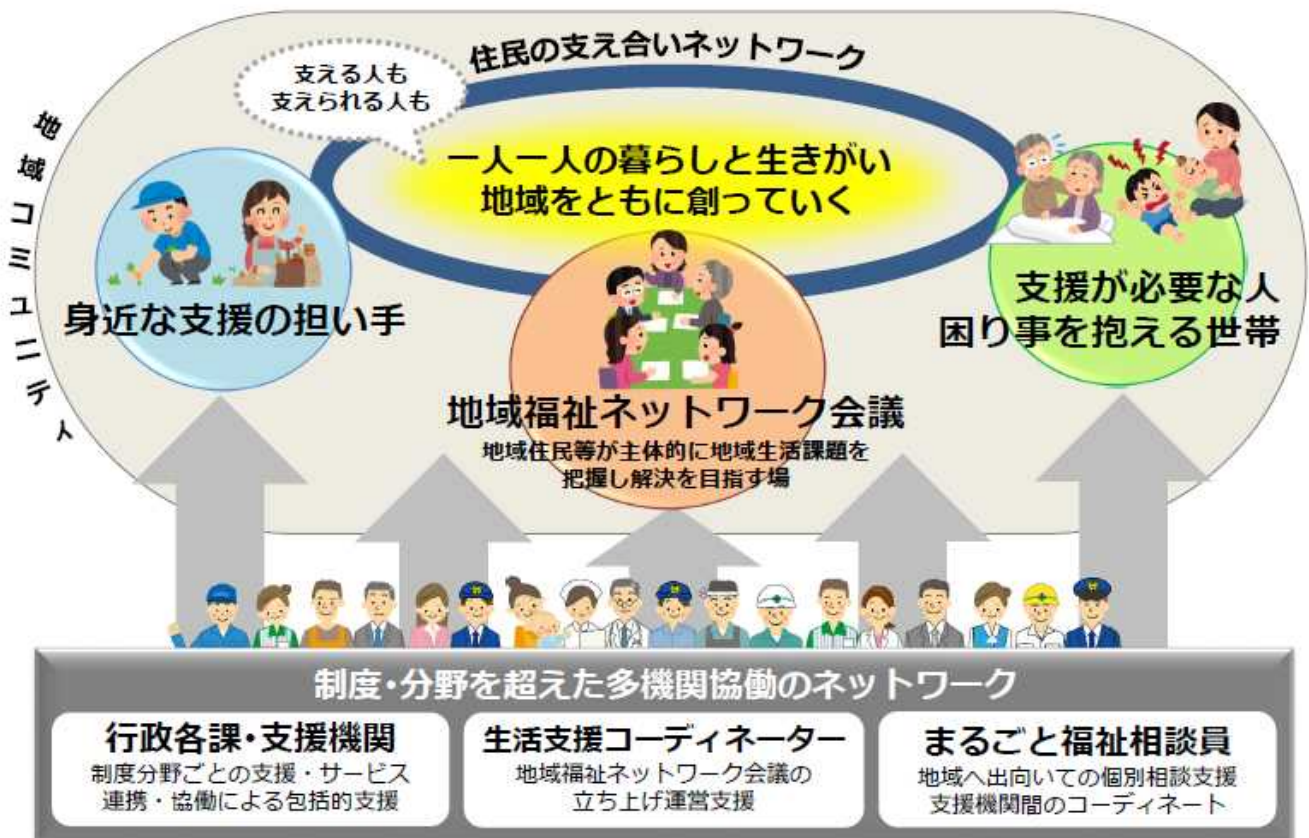 住民の支え合いネットワーク
支える人も
支えられる人も
地域コミュニティ
一人一人の暮らしと生きがい
地域をともに創っていく
身近な支援の担い手
支援が必要な人
困り事を抱える世帯
地域福祉ネットワーク会議
地域住民等が主体的に地域生活課題を
把握し解決を目指す場
制度・分野を超えた多機関協働のネットワーク
行政各課・支援機関
制度分野ごとの支援・サービス
連携・協働による包括的支援
生活支援コーディネーター
地域福祉ネットワーク会議の
立ち上げ運営支援
まるごと福祉相談員
地域へ出向いての個別相談支援
支援機関間のコーディネート